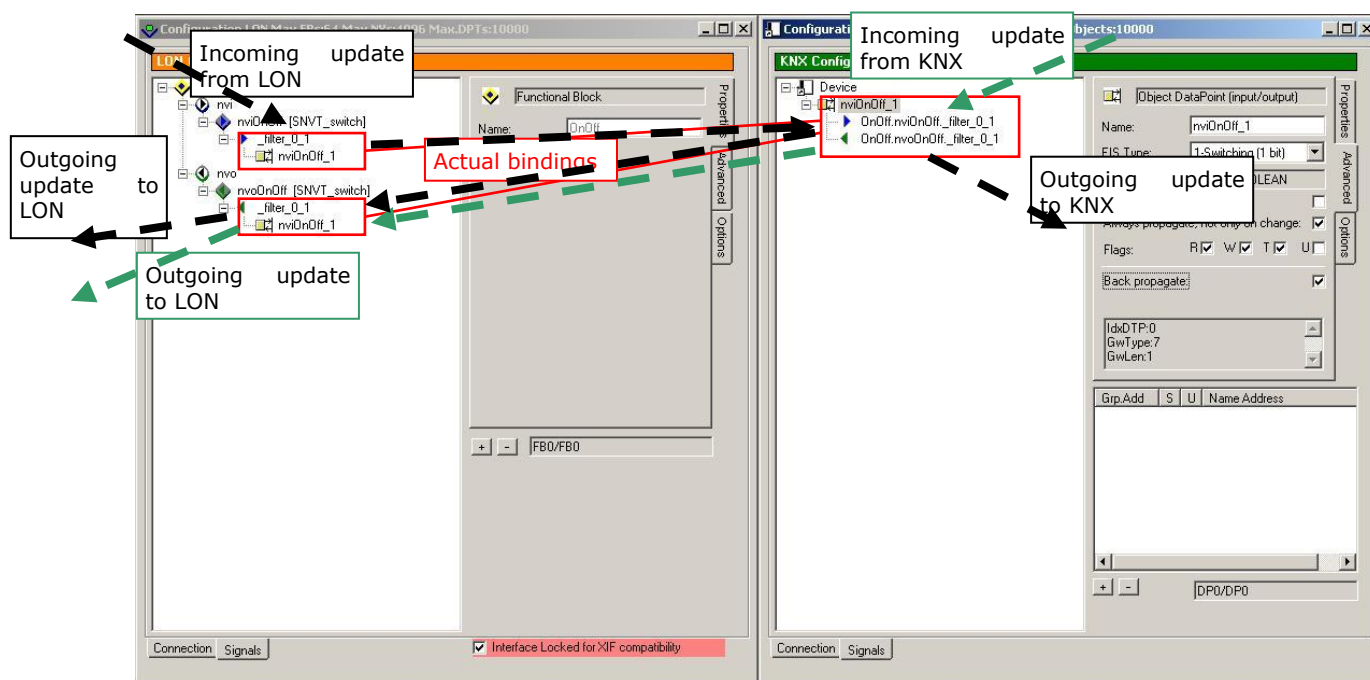 Configuration LON Max FBs:64 Max NVs:4096 Max.DPTs:10000
LON
Incoming update
from LON
nvi
nviOnOff [SNVT_switch]
_filter_0_1
nviOnOff_1
nvo
nvoOnOff [SNVT_switch]
_filter_0_1
nviOnOff_1
Outgoing
update to
LON
Outgoing update
to LON
Actual bindings
Functional Block
Name: OnOff
Properties
Advanced
Options
+ - FB0/FB0
Connection Signals
Interface Locked for XIF compatibility
Objects:10000
KNX
Incoming update
from KNX
Device
nviOnOff_1
OnOff.nviOnOff._filter_0_1
OnOff.nvoOnOff._filter_0_1
Outgoing update
to KNX
Object DataPoint (input/output)
Name: nviOnOff_1
EIS Type: 1-Switching (1 bit)
Always propagate, not only on change:
Flags: R W T U
Back propagate:
IdxDTP:0
GwType:7
GwLen:1
Properties
Advanced
Options
Grp.Add S U Name Address
+ - DP0/DP0
Connection Signals